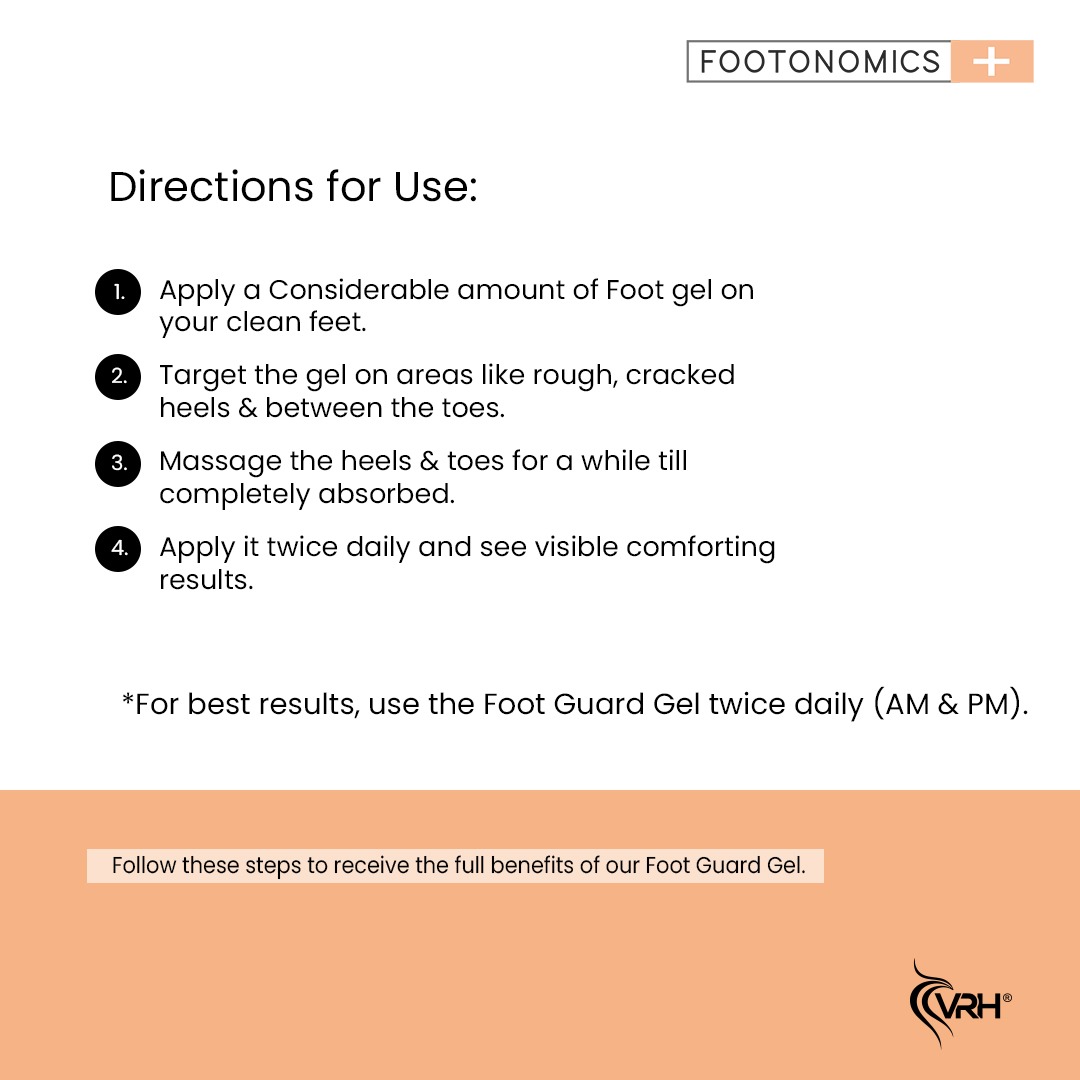 FOOTONOMICS +
Directions for Use:
1. Apply a Considerable amount of Foot gel on
your clean feet.
2. Target the gel on areas like rough, cracked
heels & between the toes.
3. Massage the heels & toes for a while till
completely absorbed.
4. Apply it twice daily and see visible comforting
results.
*For best results, use the Foot Guard Gel twice daily (AM & PM).
Follow these steps to receive the full benefits of our Foot Guard Gel.
VRH®